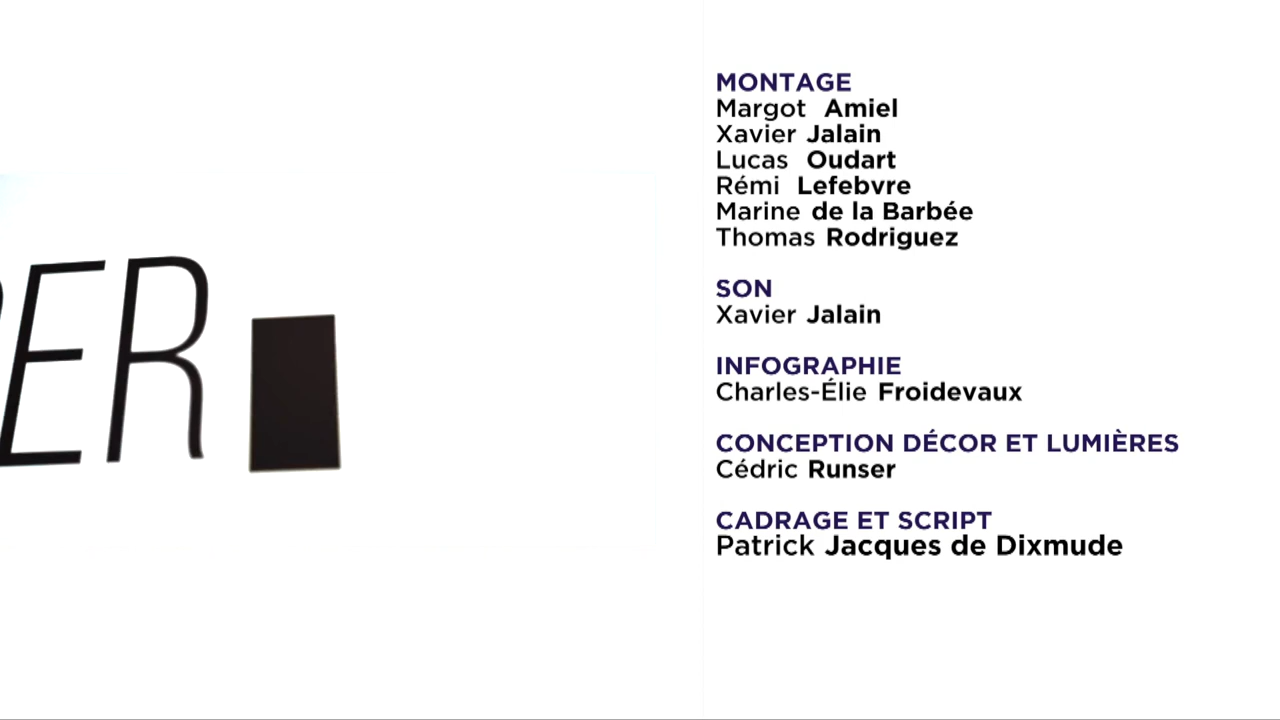 ER
MONTAGE
Margot Amiel
Xavier Jalain
Lucas Oudart
Rémi Lefebvre
Marine de la Barbée
Thomas Rodriguez
SON
Xavier Jalain
INFOGRAPHIE
Charles-Élie Froidevaux
CONCEPTION DÉCOR ET LUMIÈRES
Cédric Runser
CADRAGE ET SCRIPT
Patrick Jacques de Dixmude